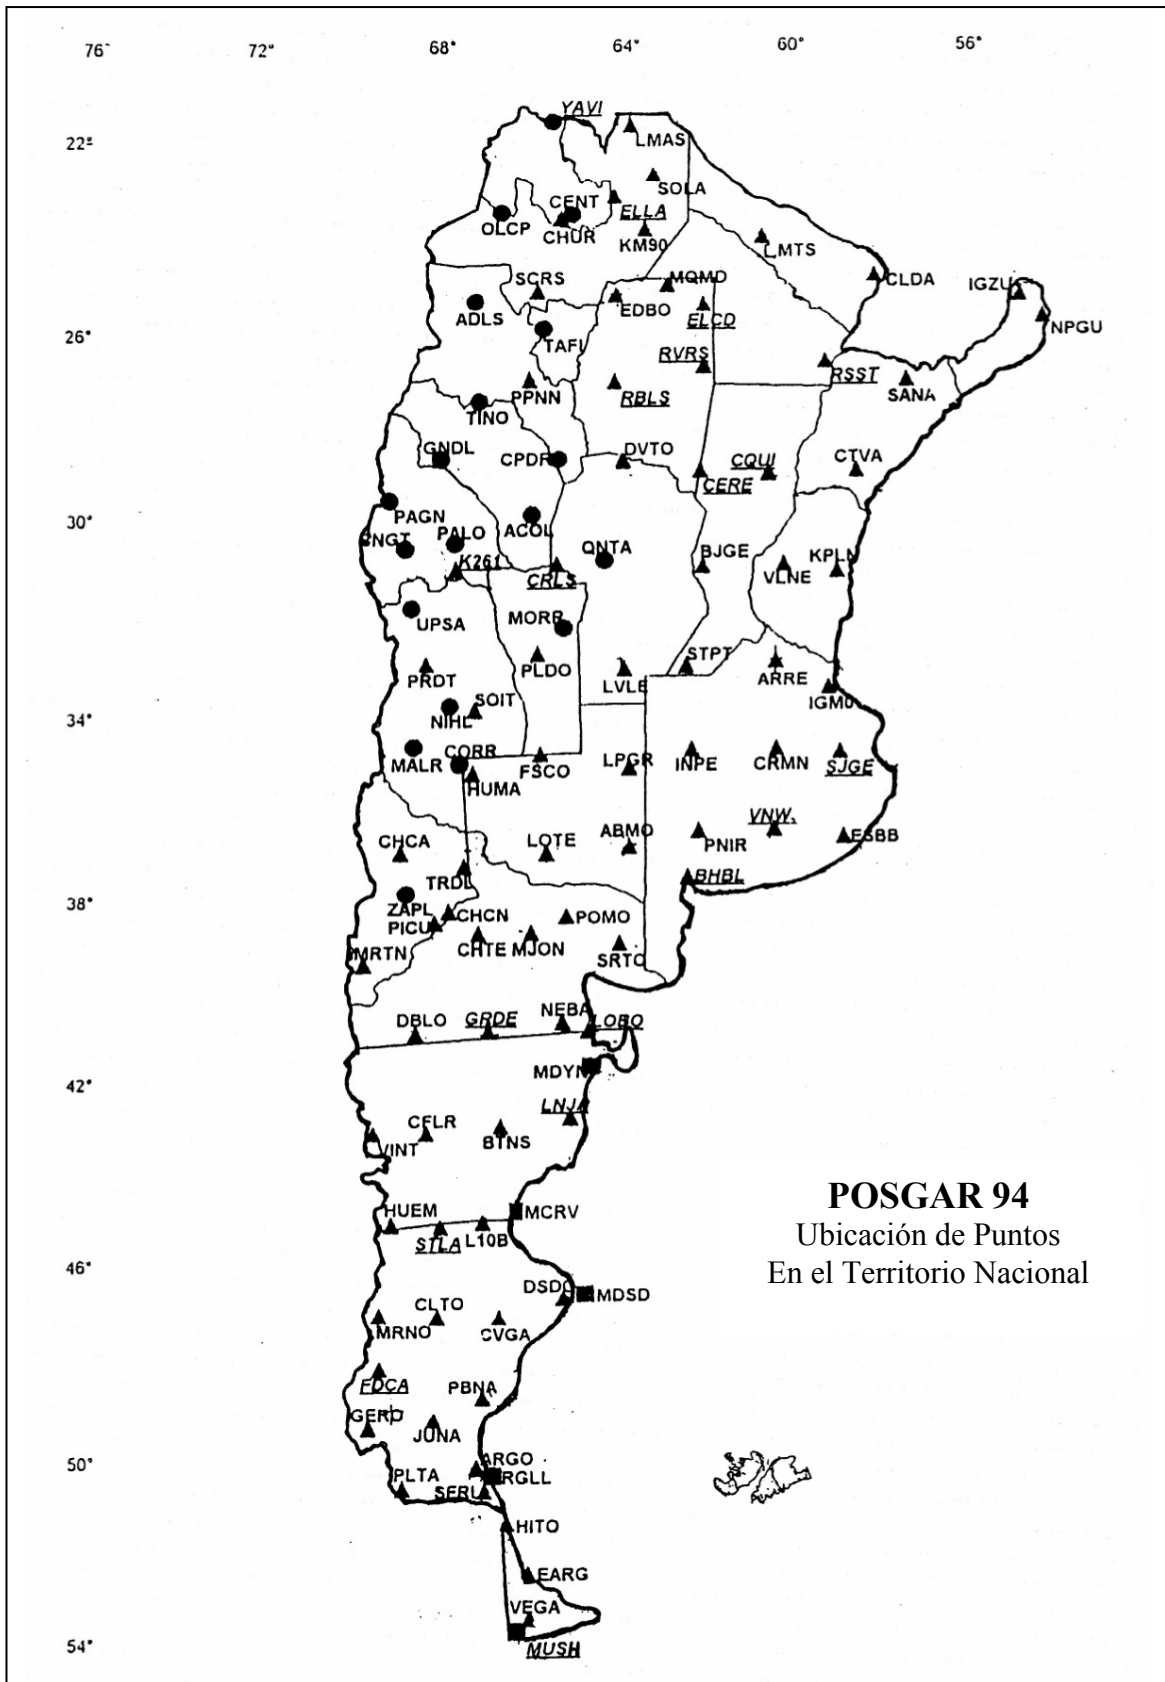 76° 72° 68° 64° 60° 56°
YAVI
22°
LMAS
SOLA
CENT ELLA
OLCP CHUR KM90
LMTS
SCRS MQMD CLDA IGZU
ADLS EDBO ELCD NPGU
26°
TAFI RVRS
PPNN RBLS RSST SANA
TINO
GNDL CPDR DVTO CQUI CTVA
CERE
30°
PAGN ACOL
CNGT PALO QNTA BJGE KPLN
K261 CRLS VLNE
UPSA MORR
STPT
PRDT PLDO LVLE ARRE
SOIT IGM0
34°
NIHL
CORR LPGR
MALR FSCO INPE CRMN SJGE
HUMA
VNW.
CHCA LOTE ABMO PNIR ESBB
TRDL BHBL
38°
ZAPL CHCN POMO
PICU CHTE MJON
MRTN SRTO
DBLO GRDE NEBA LOBO
MDYN
42°
LNJA
CFLR
VINT BTNS
HUEM MCRV
STLA L10B
POSGAR 94
Ubicación de Puntos
En el Territorio Nacional
46°
DSDO MDSD
CLTO
MRNO CVGA
FDCA PBNA
GERD
JUNA
50°
ARGO
PLTA RGLL
SERL
HITO
EARG
VEGA
54°
MUSH